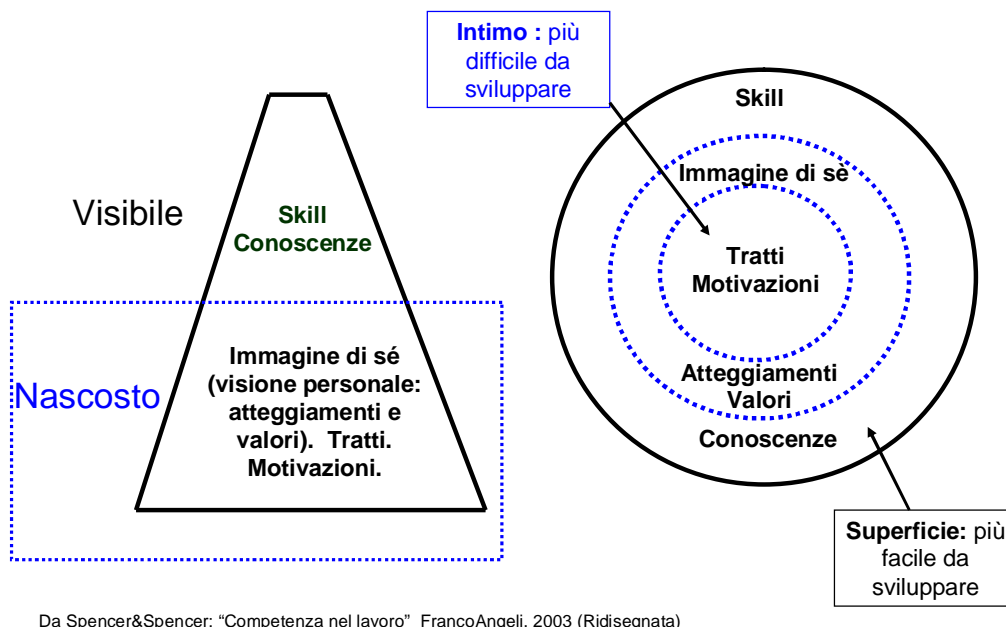 Intimo : più
difficile da
sviluppare
Visibile
Skill
Conoscenze
Nascosto
Immagine di sé
(visione personale:
atteggiamenti e
valori). Tratti.
Motivazioni.
Skill
Immagine di sè
Tratti
Motivazioni
Atteggiamenti
Valori
Conoscenze
Superficie: più
facile da
sviluppare
Da Spencer&Spencer: “Competenza nel lavoro” FrancoAngeli, 2003 (Ridisegnata)